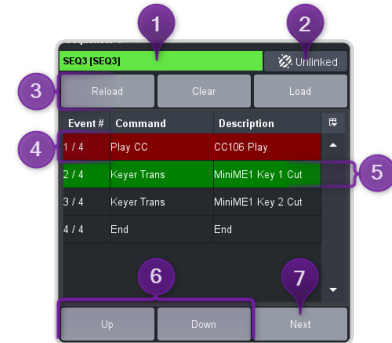 1
2
SEQ3 [SEQ3]
Unlinked
3
Reload Clear Load
Event # Command Description
4
1 / 4 Play CC CC106 Play
2 / 4 Keyer Trans MiniME1 Key 1 Cut
5
3 / 4 Keyer Trans MiniME1 Key 2 Cut
4 / 4 End End
6
7
Up Down Next